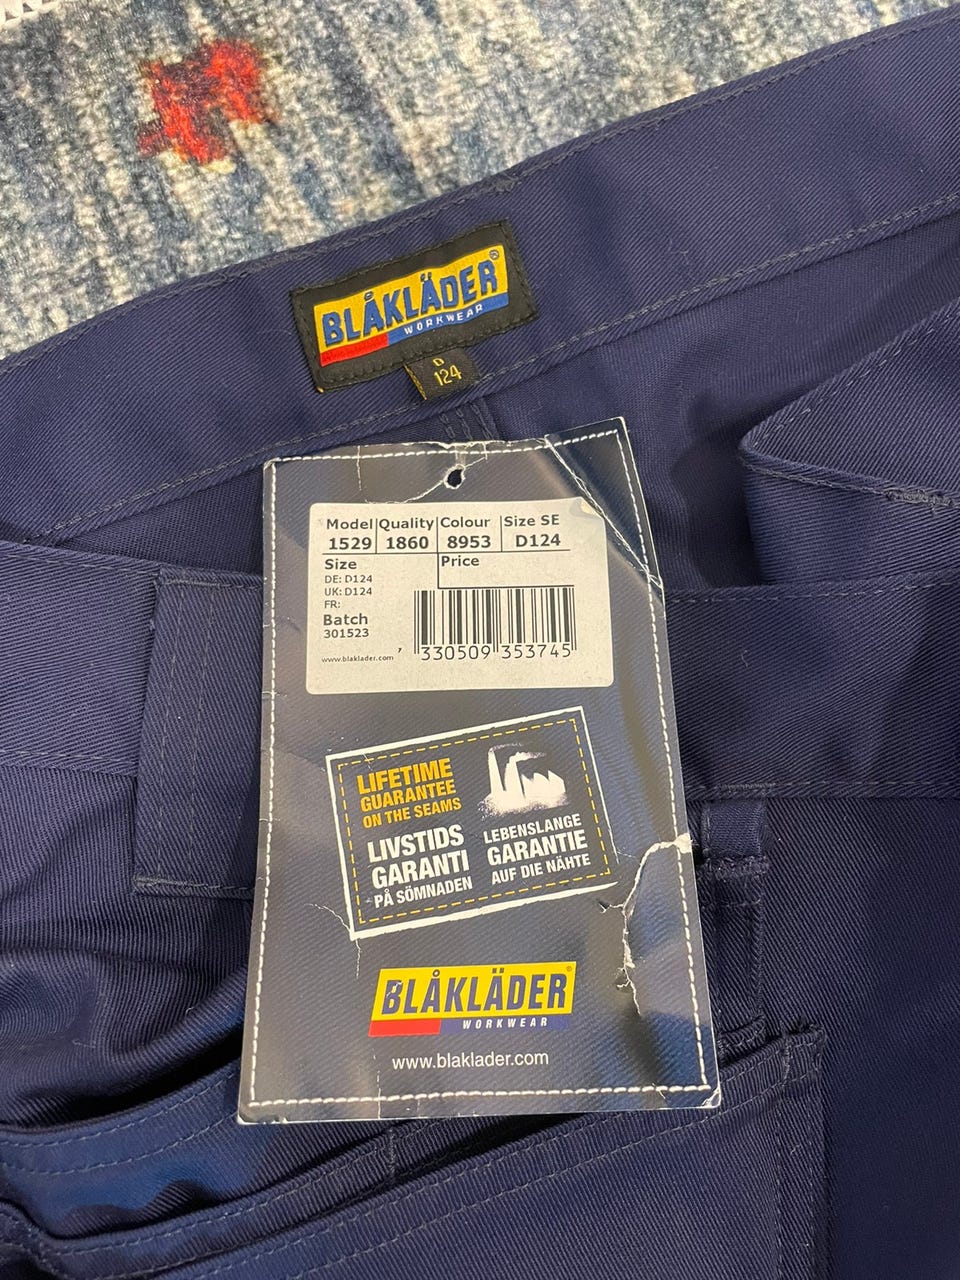 BLÅKLÄDER®
WORKWEAR
D
124
Model Quality Colour Size SE
1529 1860 8953 D124
Size Price
DE: D124
UK: D124
FR:
Batch
301523
www.blaklader.com
7 330509 353745
LIFETIME
GUARANTEE
ON THE SEAMS
LIVSTIDS
GARANTI
PÅ SÖMNADEN
LEBENSLANGE
GARANTIE
AUF DIE NÄHTE
BLÅKLÄDER®
WORKWEAR
www.blaklader.com